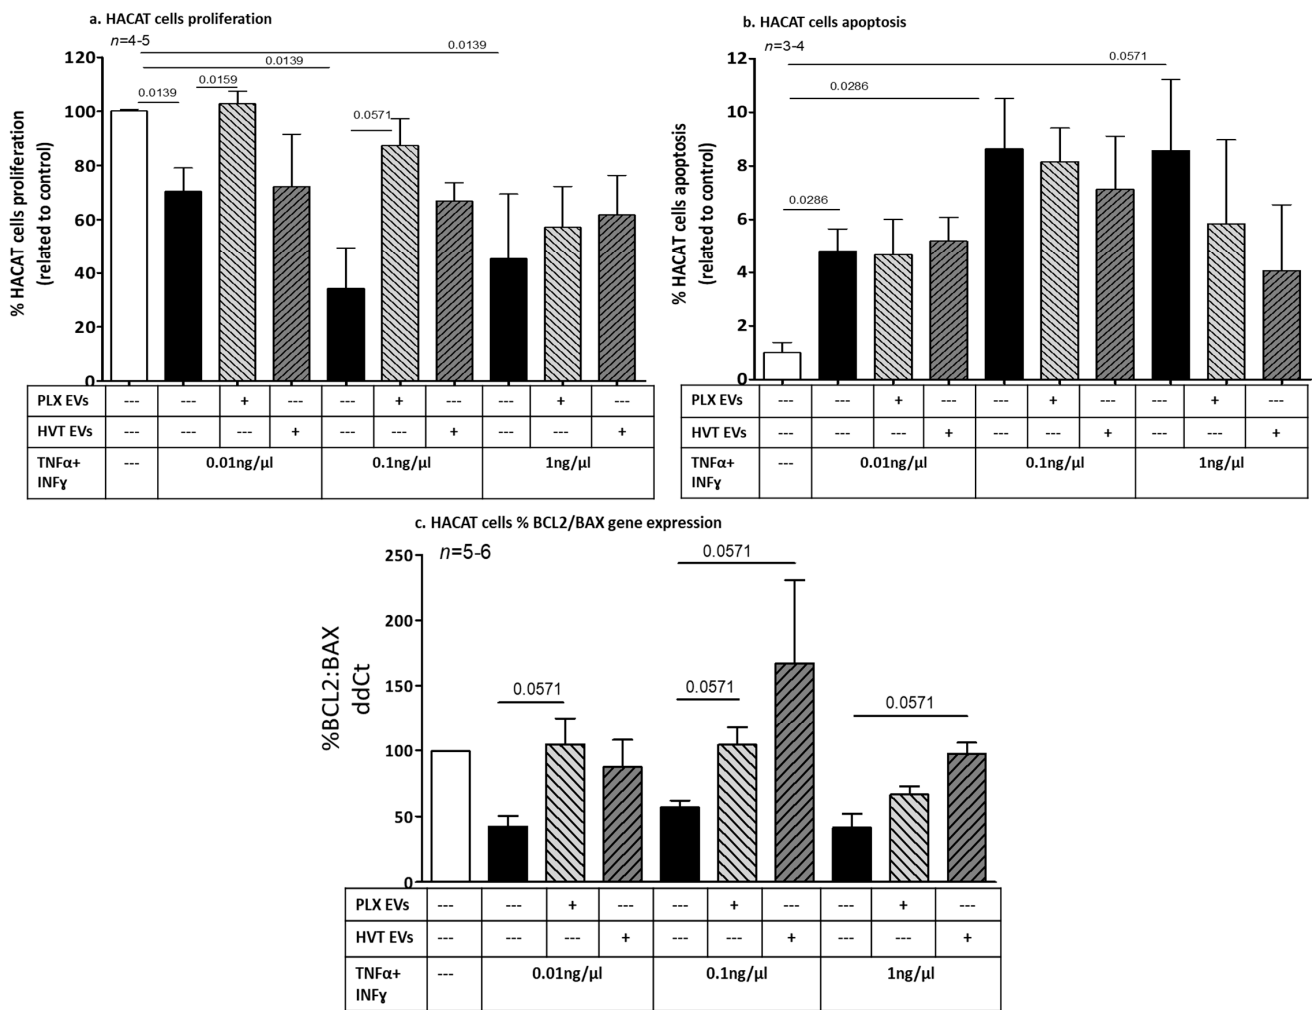 a. HACAT cells proliferation
n=4-5
0.0139
0.0139
0.0159
0.0139
0.0571
% HACAT cells proliferation
(related to control)
120
100
80
60
40
20
0
PLX EVs --- --- + --- --- + --- --- + ---
HVT EVs --- --- --- + --- --- + --- --- +
TNFα+ --- 0.01ng/µl 0.1ng/µl 1ng/µl
INFɣ
b. HACAT cells apoptosis
n=3-4
0.0571
0.0286
0.0286
% HACAT cells apoptosis
(related to control)
12
10
8
6
4
2
0
PLX EVs --- --- + --- --- + --- --- + ---
HVT EVs --- --- --- + --- --- + --- --- +
TNFα+ --- 0.01ng/µl 0.1ng/µl 1ng/µl
INFɣ
c. HACAT cells % BCL2/BAX gene expression
n=5-6
0.0571
0.0571
0.0571
0.0571
%BCL2:BAX
ddCt
250
200
150
100
50
0
PLX EVs --- --- + --- --- + --- --- + ---
HVT EVs --- --- --- + --- --- + --- --- +
TNFα+ --- 0.01ng/µl 0.1ng/µl 1ng/µl
INFɣ